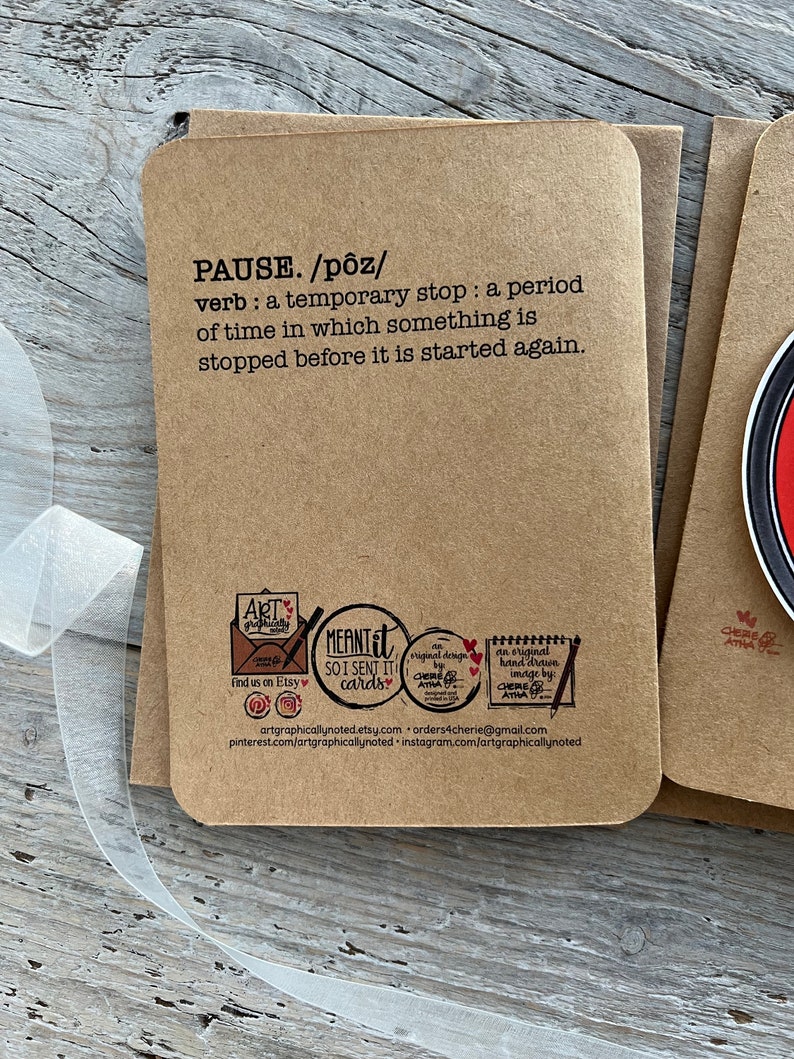 PAUSE. /pôz/
verb : a temporary stop : a period
of time in which something is
stopped before it is started again.
ART
graphically
noted
CHERIE
ATHA
find us on Etsy
MEANT it
SO I SENT IT
cards
an
original design
by:
CHERIE
ATHA
designed and
printed in USA
an original
hand drawn
image by:
CHERIE
ATHA
artgraphicallynoted.etsy.com • orders4cherie@gmail.com
pinterest.com/artgraphicallynoted • instagram.com/artgraphicallynoted
CHERIE
ATHA